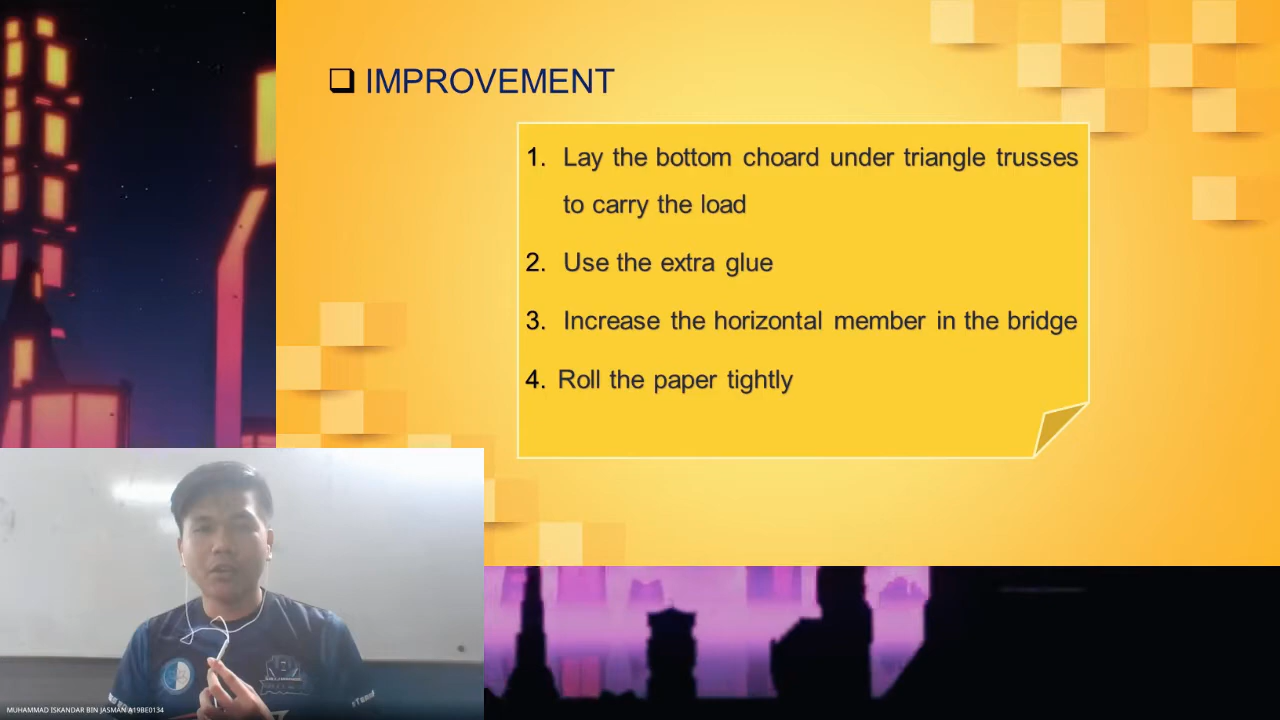 IMPROVEMENT
1. Lay the bottom choard under triangle trusses
to carry the load
2. Use the extra glue
3. Increase the horizontal member in the bridge
4. Roll the paper tightly
MUHAMMAD ISKANDAR BIN JASMAN A19BE0134